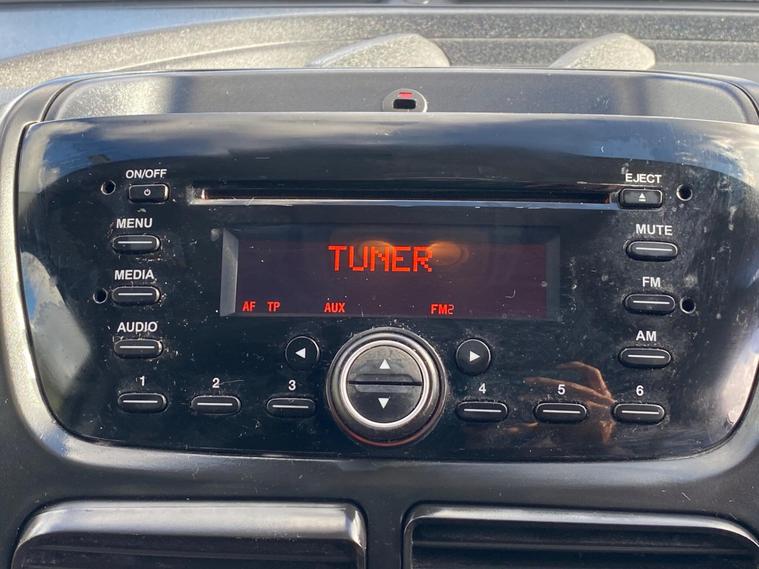 ON/OFF
EJECT
MENU
MUTE
TUNER
MEDIA
FM
AF TP AUX FM2
AUDIO
AM
1 2 3 4 5 6